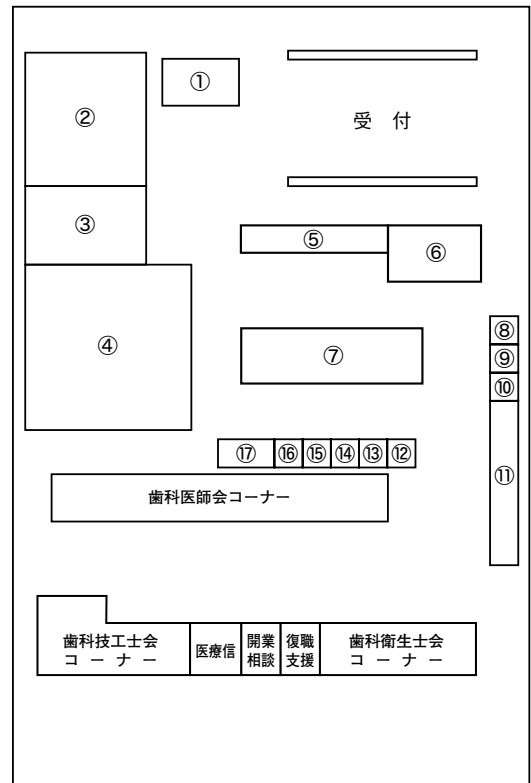 ①
②
受 付
③
⑤
⑥
④
⑦
⑧
⑨
⑩
⑰ ⑯ ⑮ ⑭ ⑬ ⑫
⑪
歯科医師会コーナー
歯科技工士会
コ ー ナ ー
医療信
開業
相談
復職
支援
歯科衛生士会
コ ー ナ ー